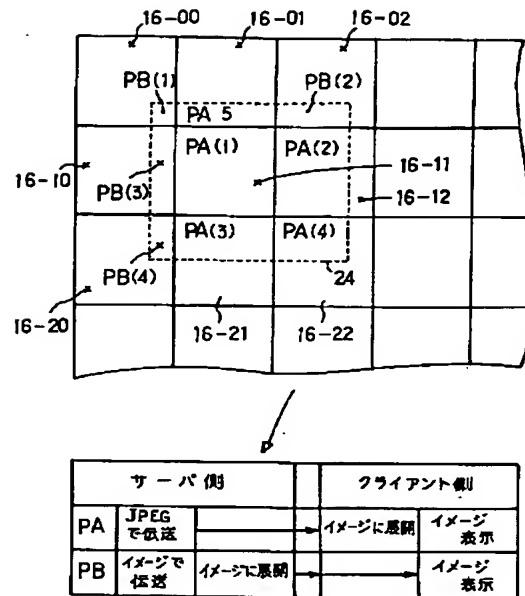 16-00
16-01
16-02
PB(1)
PB(2)
PA 5
PA(1)
PA(2)
16-11
16-10
PB(3)
16-12
PA(3)
PA(4)
PB(4)
24
16-20
16-21
16-22
サーバ側
クライアント側
PA
JPEGで伝送
イメージに展開
イメージ表示
PB
イメージで伝送
イメージに展開
イメージ表示